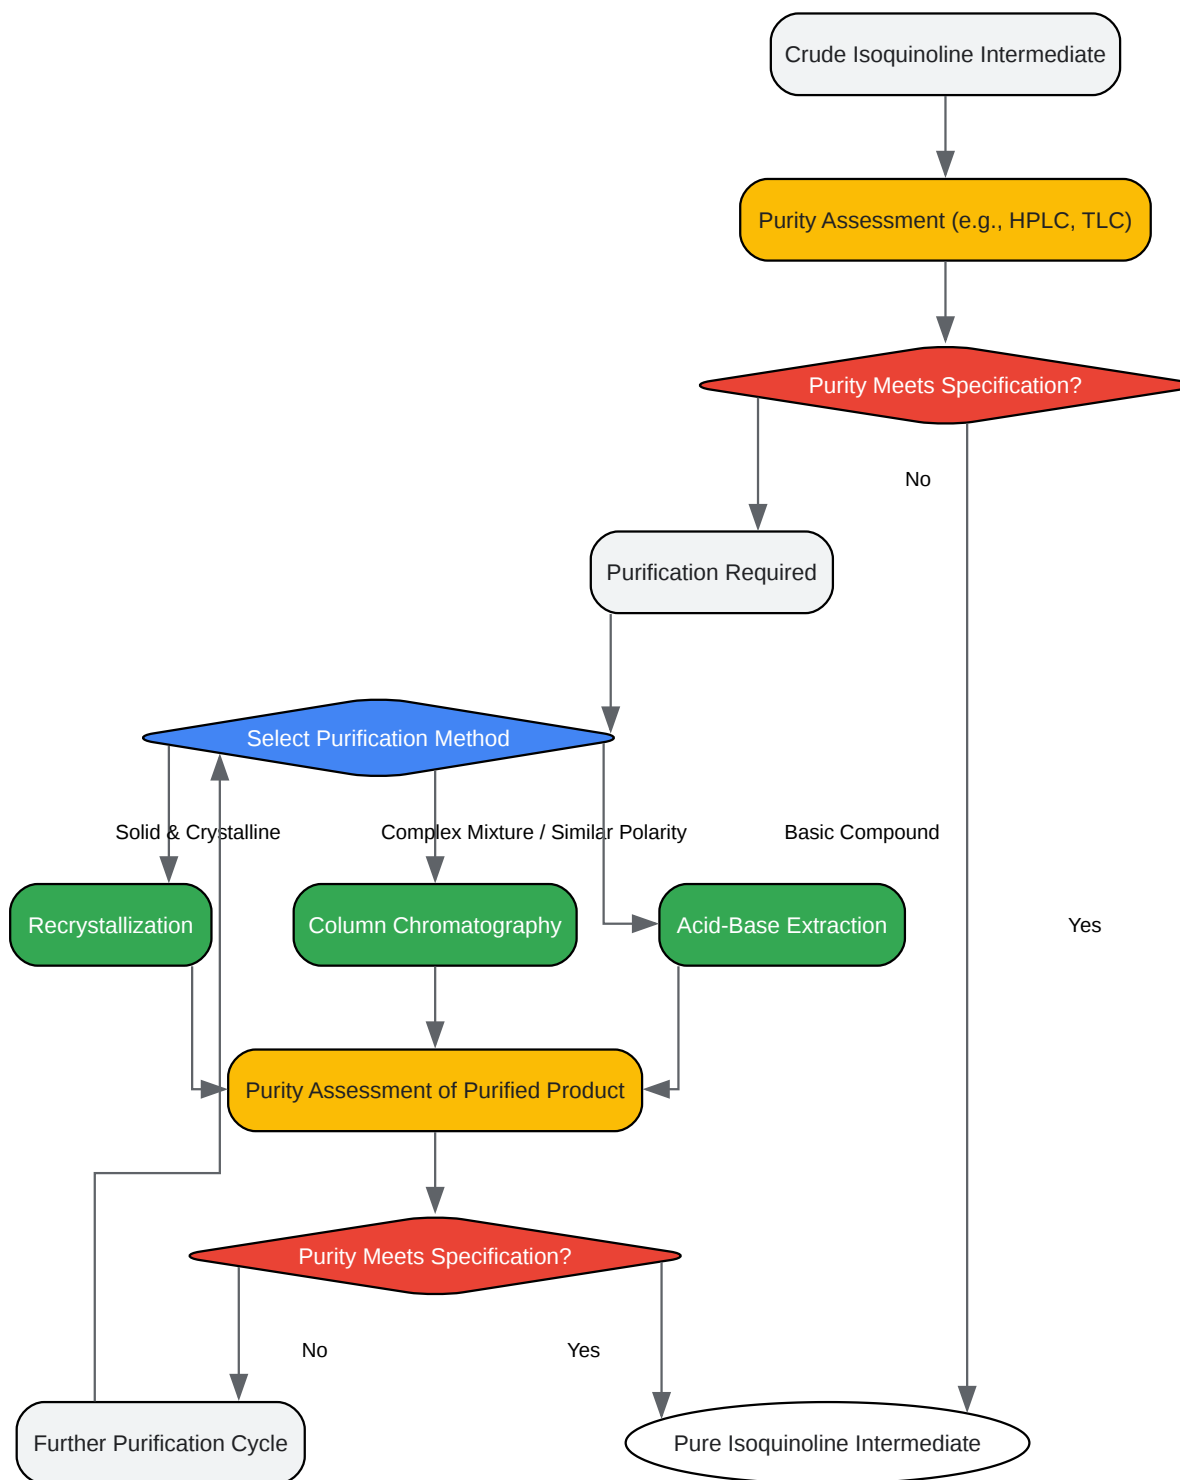 Crude Isoquinoline Intermediate
Purity Assessment (e.g., HPLC, TLC)
Purity Meets Specification?
No
Purification Required
Select Purification Method
Solid & Crystalline
Complex Mixture / Similar Polarity
Basic Compound
Recrystallization
Column Chromatography
Acid-Base Extraction
Yes
Purity Assessment of Purified Product
Purity Meets Specification?
No
Yes
Further Purification Cycle
Pure Isoquinoline Intermediate